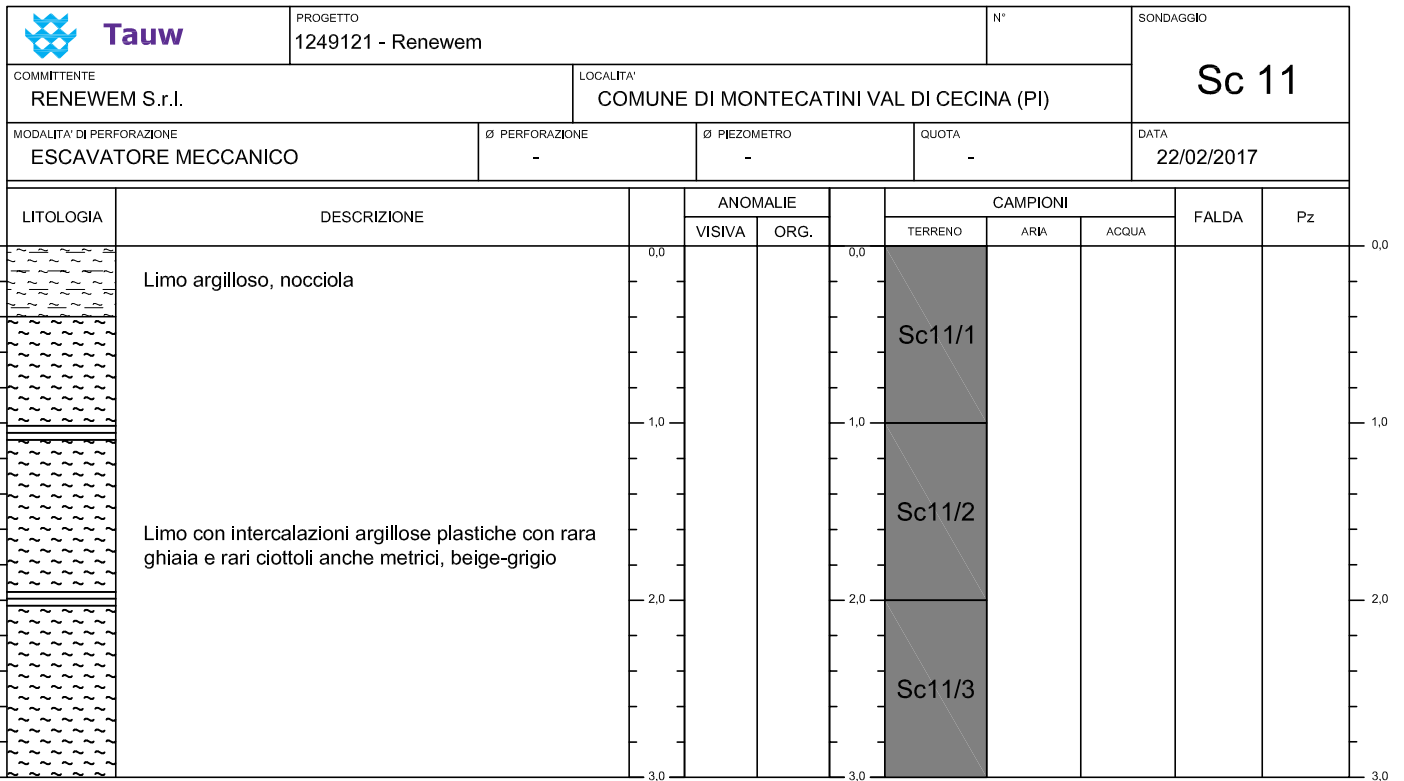 Tauw
PROGETTO
1249121 - Renewem
N°
SONDAGGIO
Sc 11
COMMITTENTE
RENEWEM S.r.l.
LOCALITA'
COMUNE DI MONTECATINI VAL DI CECINA (PI)
MODALITA' DI PERFORAZIONE
ESCAVATORE MECCANICO
Ø PERFORAZIONE
-
Ø PIEZOMETRO
-
QUOTA
-
DATA
22/02/2017
LITOLOGIA
DESCRIZIONE
ANOMALIE
VISIVA
ORG.
CAMPIONI
TERRENO
ARIA
ACQUA
FALDA
Pz
0,0
0,0
0,0
Limo argilloso, nocciola
Sc11/1
1,0
1,0
1,0
Sc11/2
Limo con intercalazioni argillose plastiche con rara
ghiaia e rari ciottoli anche metrici, beige-grigio
2,0
2,0
2,0
Sc11/3
3,0
3,0
3,0